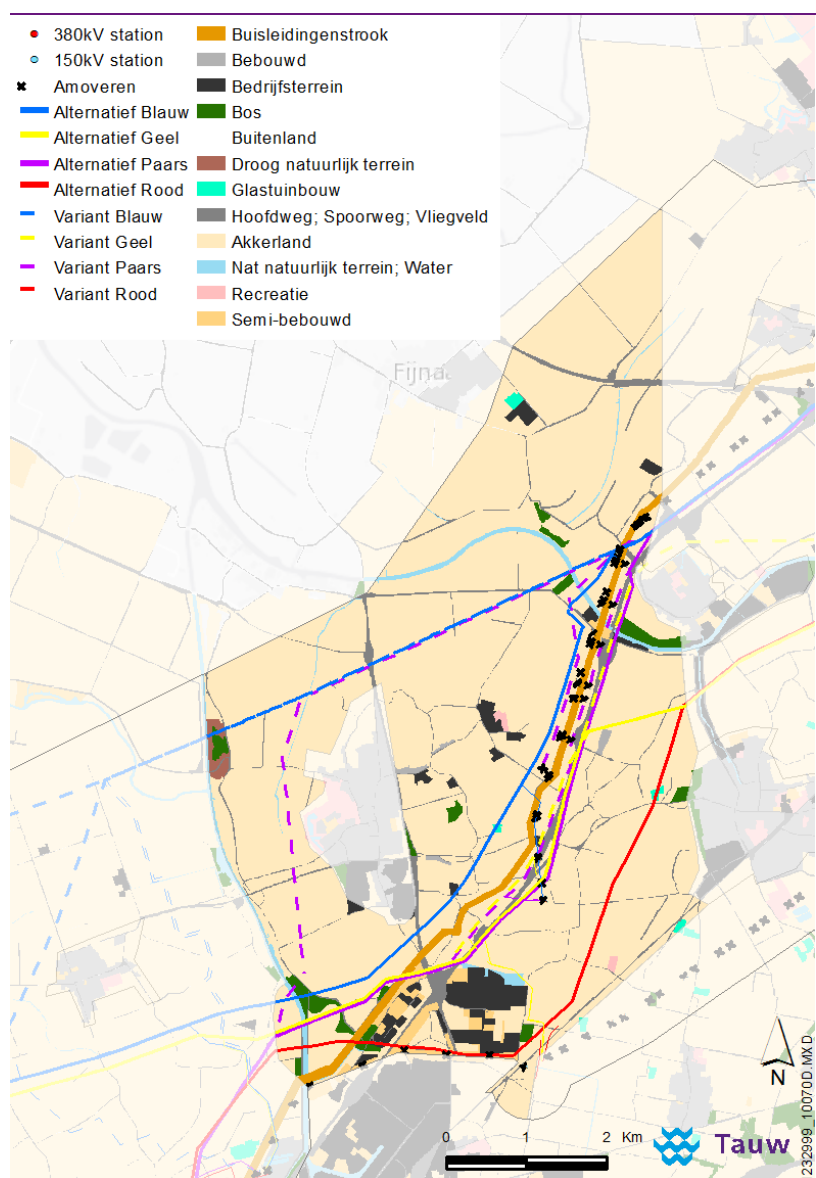 380kV station
150kV station
Amoveren
Alternatief Blauw
Alternatief Geel
Alternatief Paars
Alternatief Rood
Variant Blauw
Variant Geel
Variant Paars
Variant Rood
Buisleidingenstrook
Bebouwd
Bedrijfsterrein
Bos
Buitenland
Droog natuurlijk terrein
Glastuinbouw
Hoofdweg; Spoorweg; Vliegveld
Akkerland
Nat natuurlijk terrein; Water
Recreatie
Semi-bebouwd
Fijna
N
0 1 2 Km
Tauw
1232999_10070D.MXD